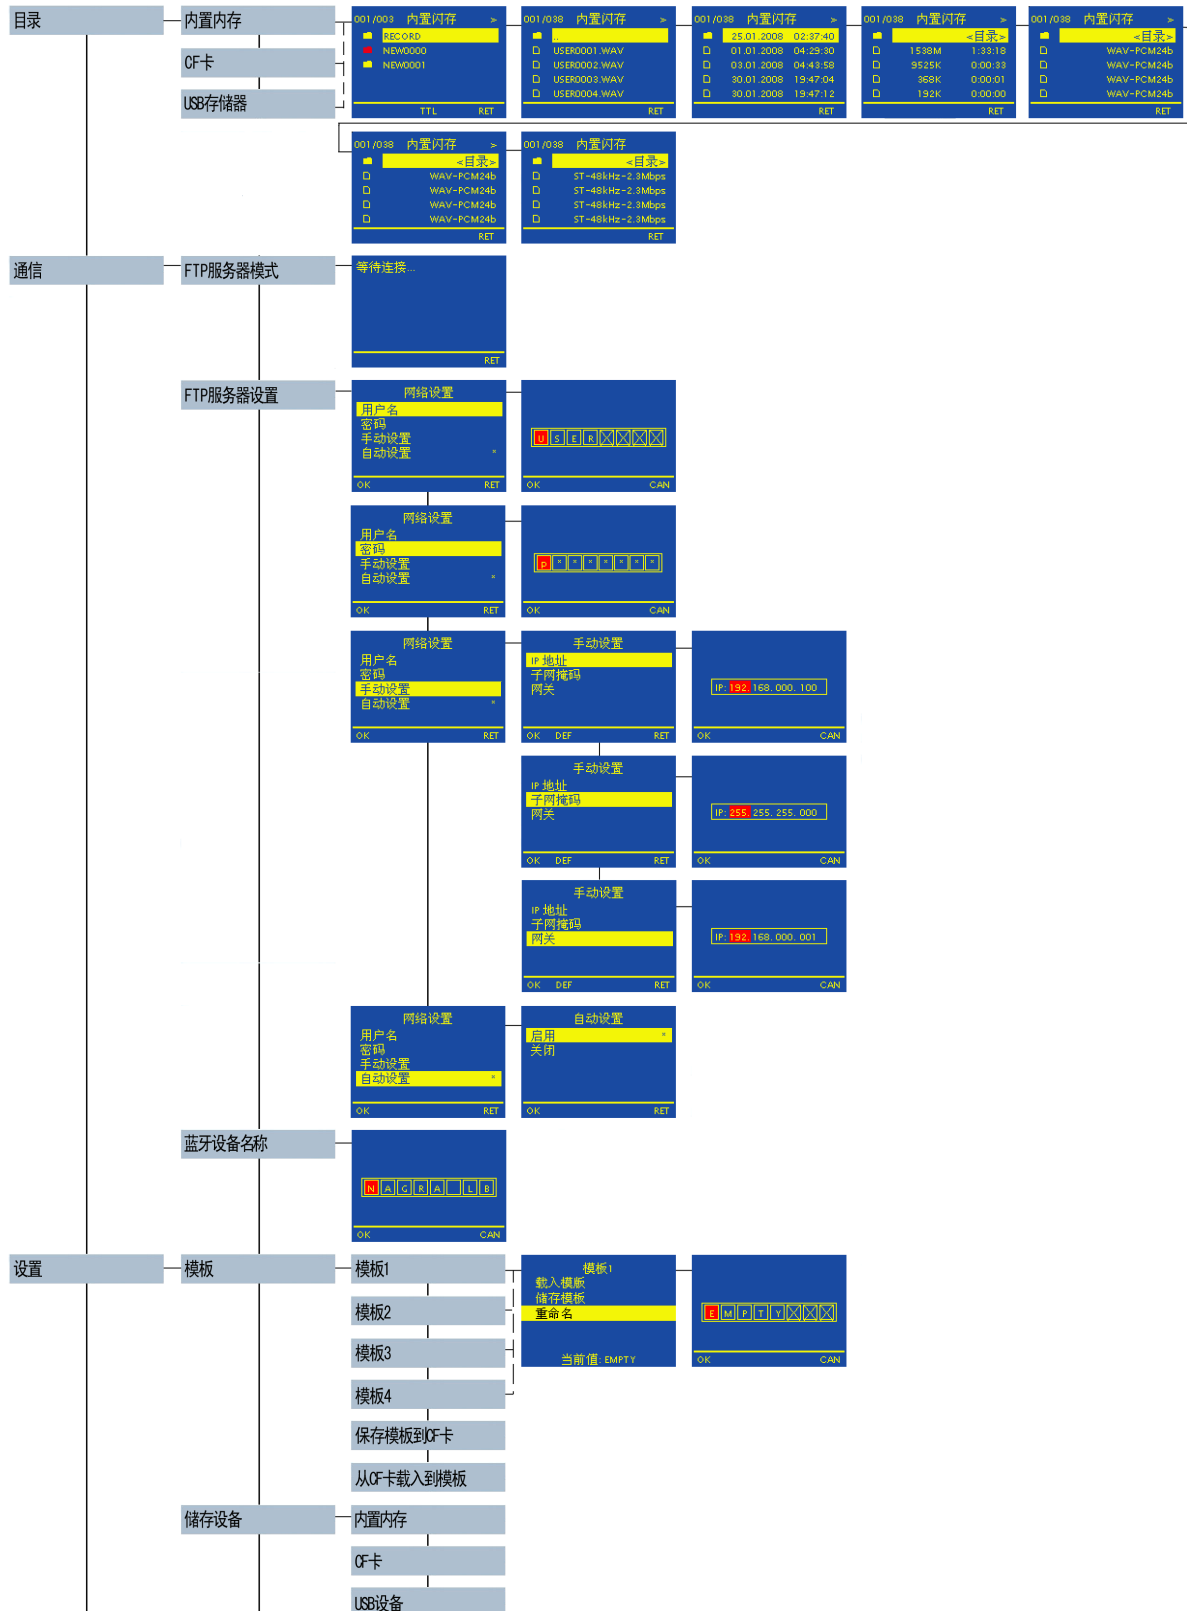 目录
内置内存
CF卡
USB存储器
001/003 内置闪存 >
RECORD
NEW0000
NEW0001
TTL RET
001/038 内置闪存 >
..
USER0001.WAV
USER0002.WAV
USER0003.WAV
USER0004.WAV
RET
001/038 内置闪存 >
25.01.2008 02:37:40
01.01.2008 04:29:30
03.01.2008 04:43:58
30.01.2008 19:47:04
30.01.2008 19:47:12
RET
001/038 内置闪存 >
<目录>
1538M 1:33:18
9525K 0:00:33
368K 0:00:01
192K 0:00:00
RET
001/038 内置闪存 >
<目录>
WAV-PCM24b
WAV-PCM24b
WAV-PCM24b
WAV-PCM24b
RET
001/038 内置闪存 >
<目录>
WAV-PCM24b
WAV-PCM24b
WAV-PCM24b
WAV-PCM24b
RET
001/038 内置闪存
<目录>
ST-48kHz-2.3Mbps
ST-48kHz-2.3Mbps
ST-48kHz-2.3Mbps
ST-48kHz-2.3Mbps
RET
通信
FTP服务器模式
等待连接...
RET
FTP服务器设置
网络设置
用户名
密码
手动设置
自动设置 *
OK RET
USER
OK CAN
网络设置
用户名
密码
手动设置
自动设置 *
OK RET
P*******
OK CAN
网络设置
用户名
密码
手动设置
自动设置 *
OK RET
手动设置
IP 地址
子网掩码
网关
OK DEF RET
IP: 192. 168. 000. 100
OK CAN
手动设置
IP 地址
子网掩码
网关
OK DEF RET
IP: 255. 255. 255. 000
OK CAN
手动设置
IP 地址
子网掩码
网关
OK DEF RET
IP: 192. 168. 000. 001
OK CAN
网络设置
用户名
密码
手动设置
自动设置 *
OK RET
自动设置
启用 *
关闭
OK RET
蓝牙设备名称
NAGRA LB
OK CAN
设置
模板
模板1
模板2
模板3
模板4
保存模板到CF卡
从CF卡载入到模板
模板1
载入模版
储存模板
重命名
当前值: EMPTY
EMPTY
OK CAN
储存设备
内置内存
CF卡
USB设备